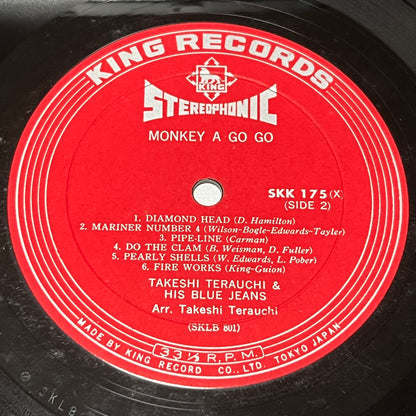 KING RECORDS
KING
STEREOPHONIC
MONKEY A GO GO
SKK 175(X)
(SIDE 2)
1. DIAMOND HEAD (D. Hamilton)
2. MARINER NUMBER 4 (Wilson-Bogle-Edwards-Tayler)
3. PIPE-LINE (Carman)
4. DO THE CLAM (B. Weisman, D. Fuller)
5. PEARLY SHELLS (W. Edwards, L. Pober)
6. FIRE WORKS (King-Guion)
TAKESHI TERAUCHI &
HIS BLUE JEANS
Arr. Takeshi Terauchi
(SKLB 801)
33⅓ R.P.M.
MADE BY KING RECORD CO., LTD. TOKYO JAPAN
SKLB